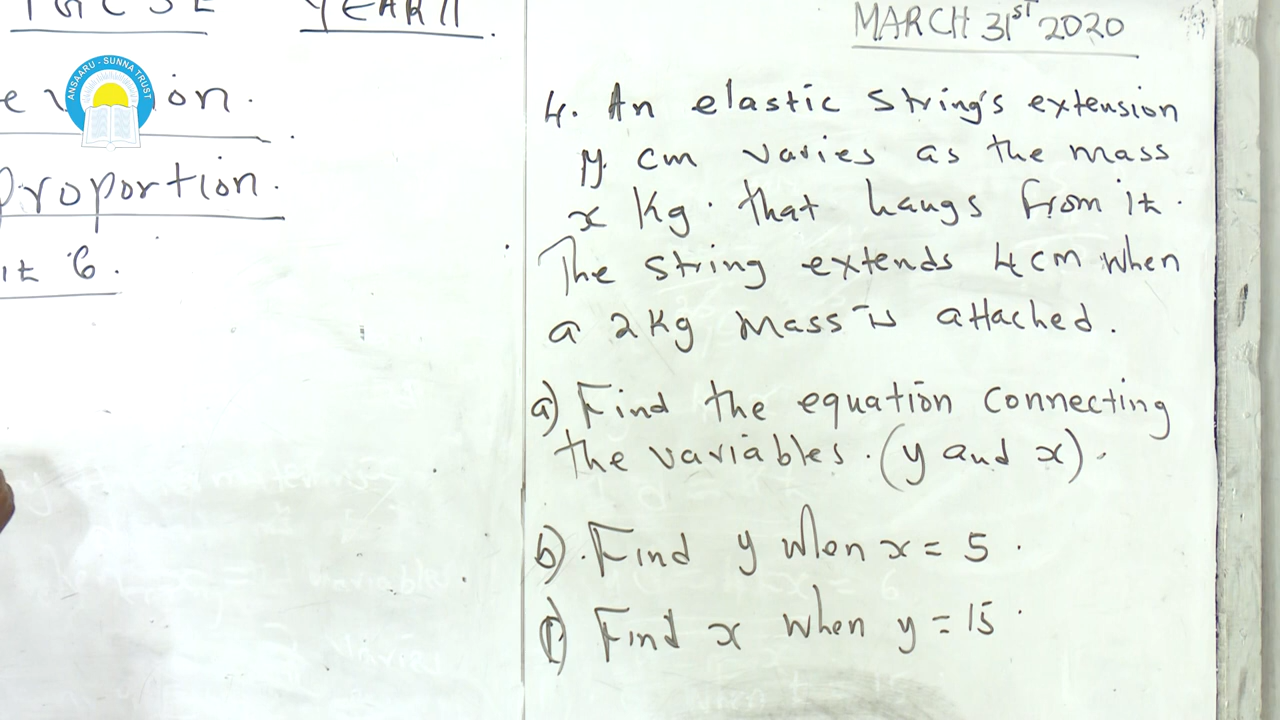 IGCSE YEAR 11
ANSAARU - SUNNA TRUST
ion.
Proportion.
it 6.
MARCH 31ST 2020
4. An elastic string's extension
y cm varies as the mass
x kg. that hangs from it.
The string extends 4cm when
a 2kg mass is attached.
a) Find the equation connecting
the variables. (y and x).
b). Find y when x = 5.
c) Find x when y = 15.